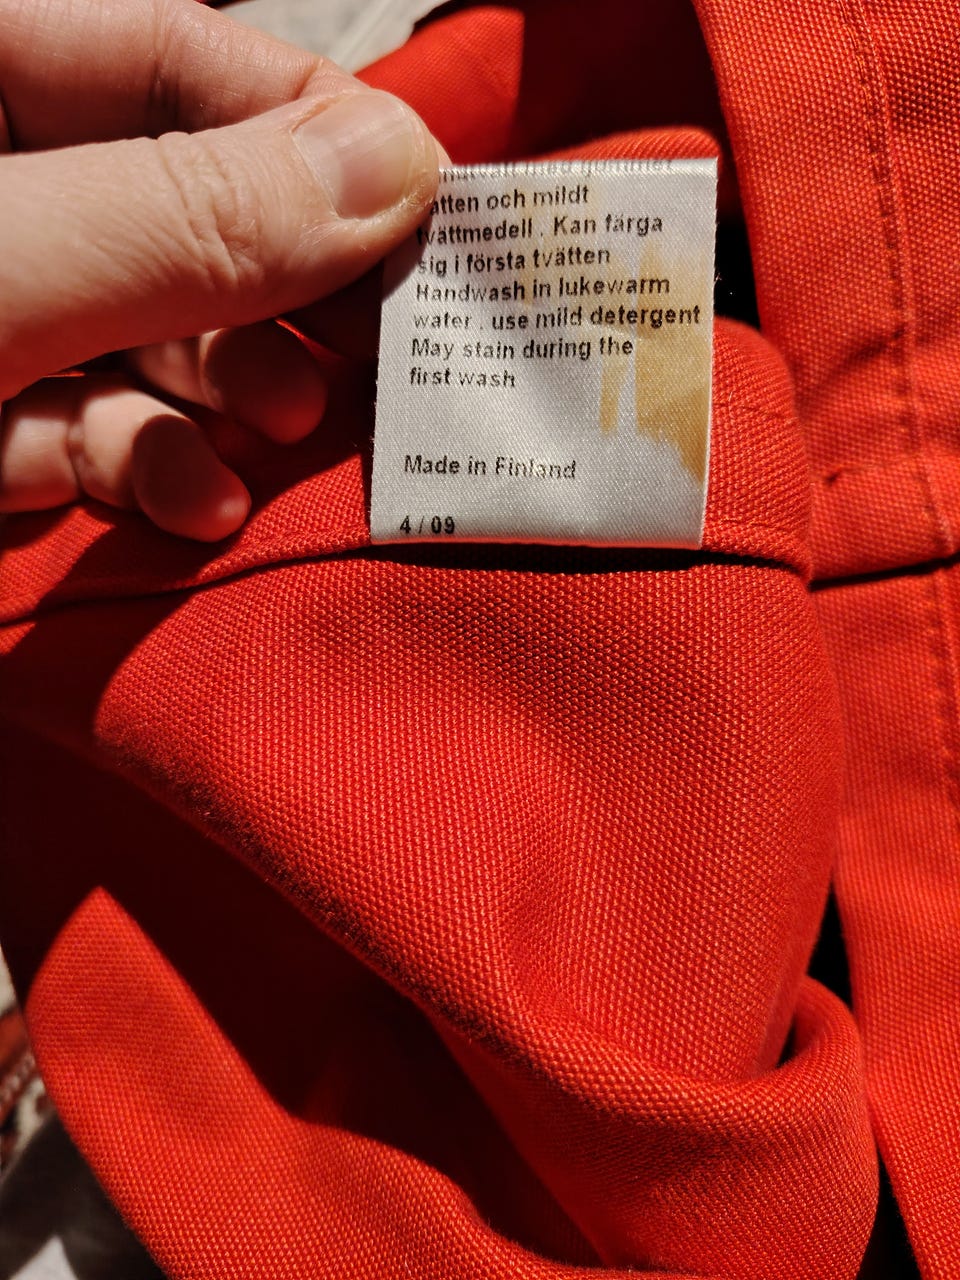 och mildt
tvättmedell . Kan färga
sig i första tvätten
Handwash in lukewarm
water . use mild detergent
May stain during the
first wash
Made in Finland
4 / 09